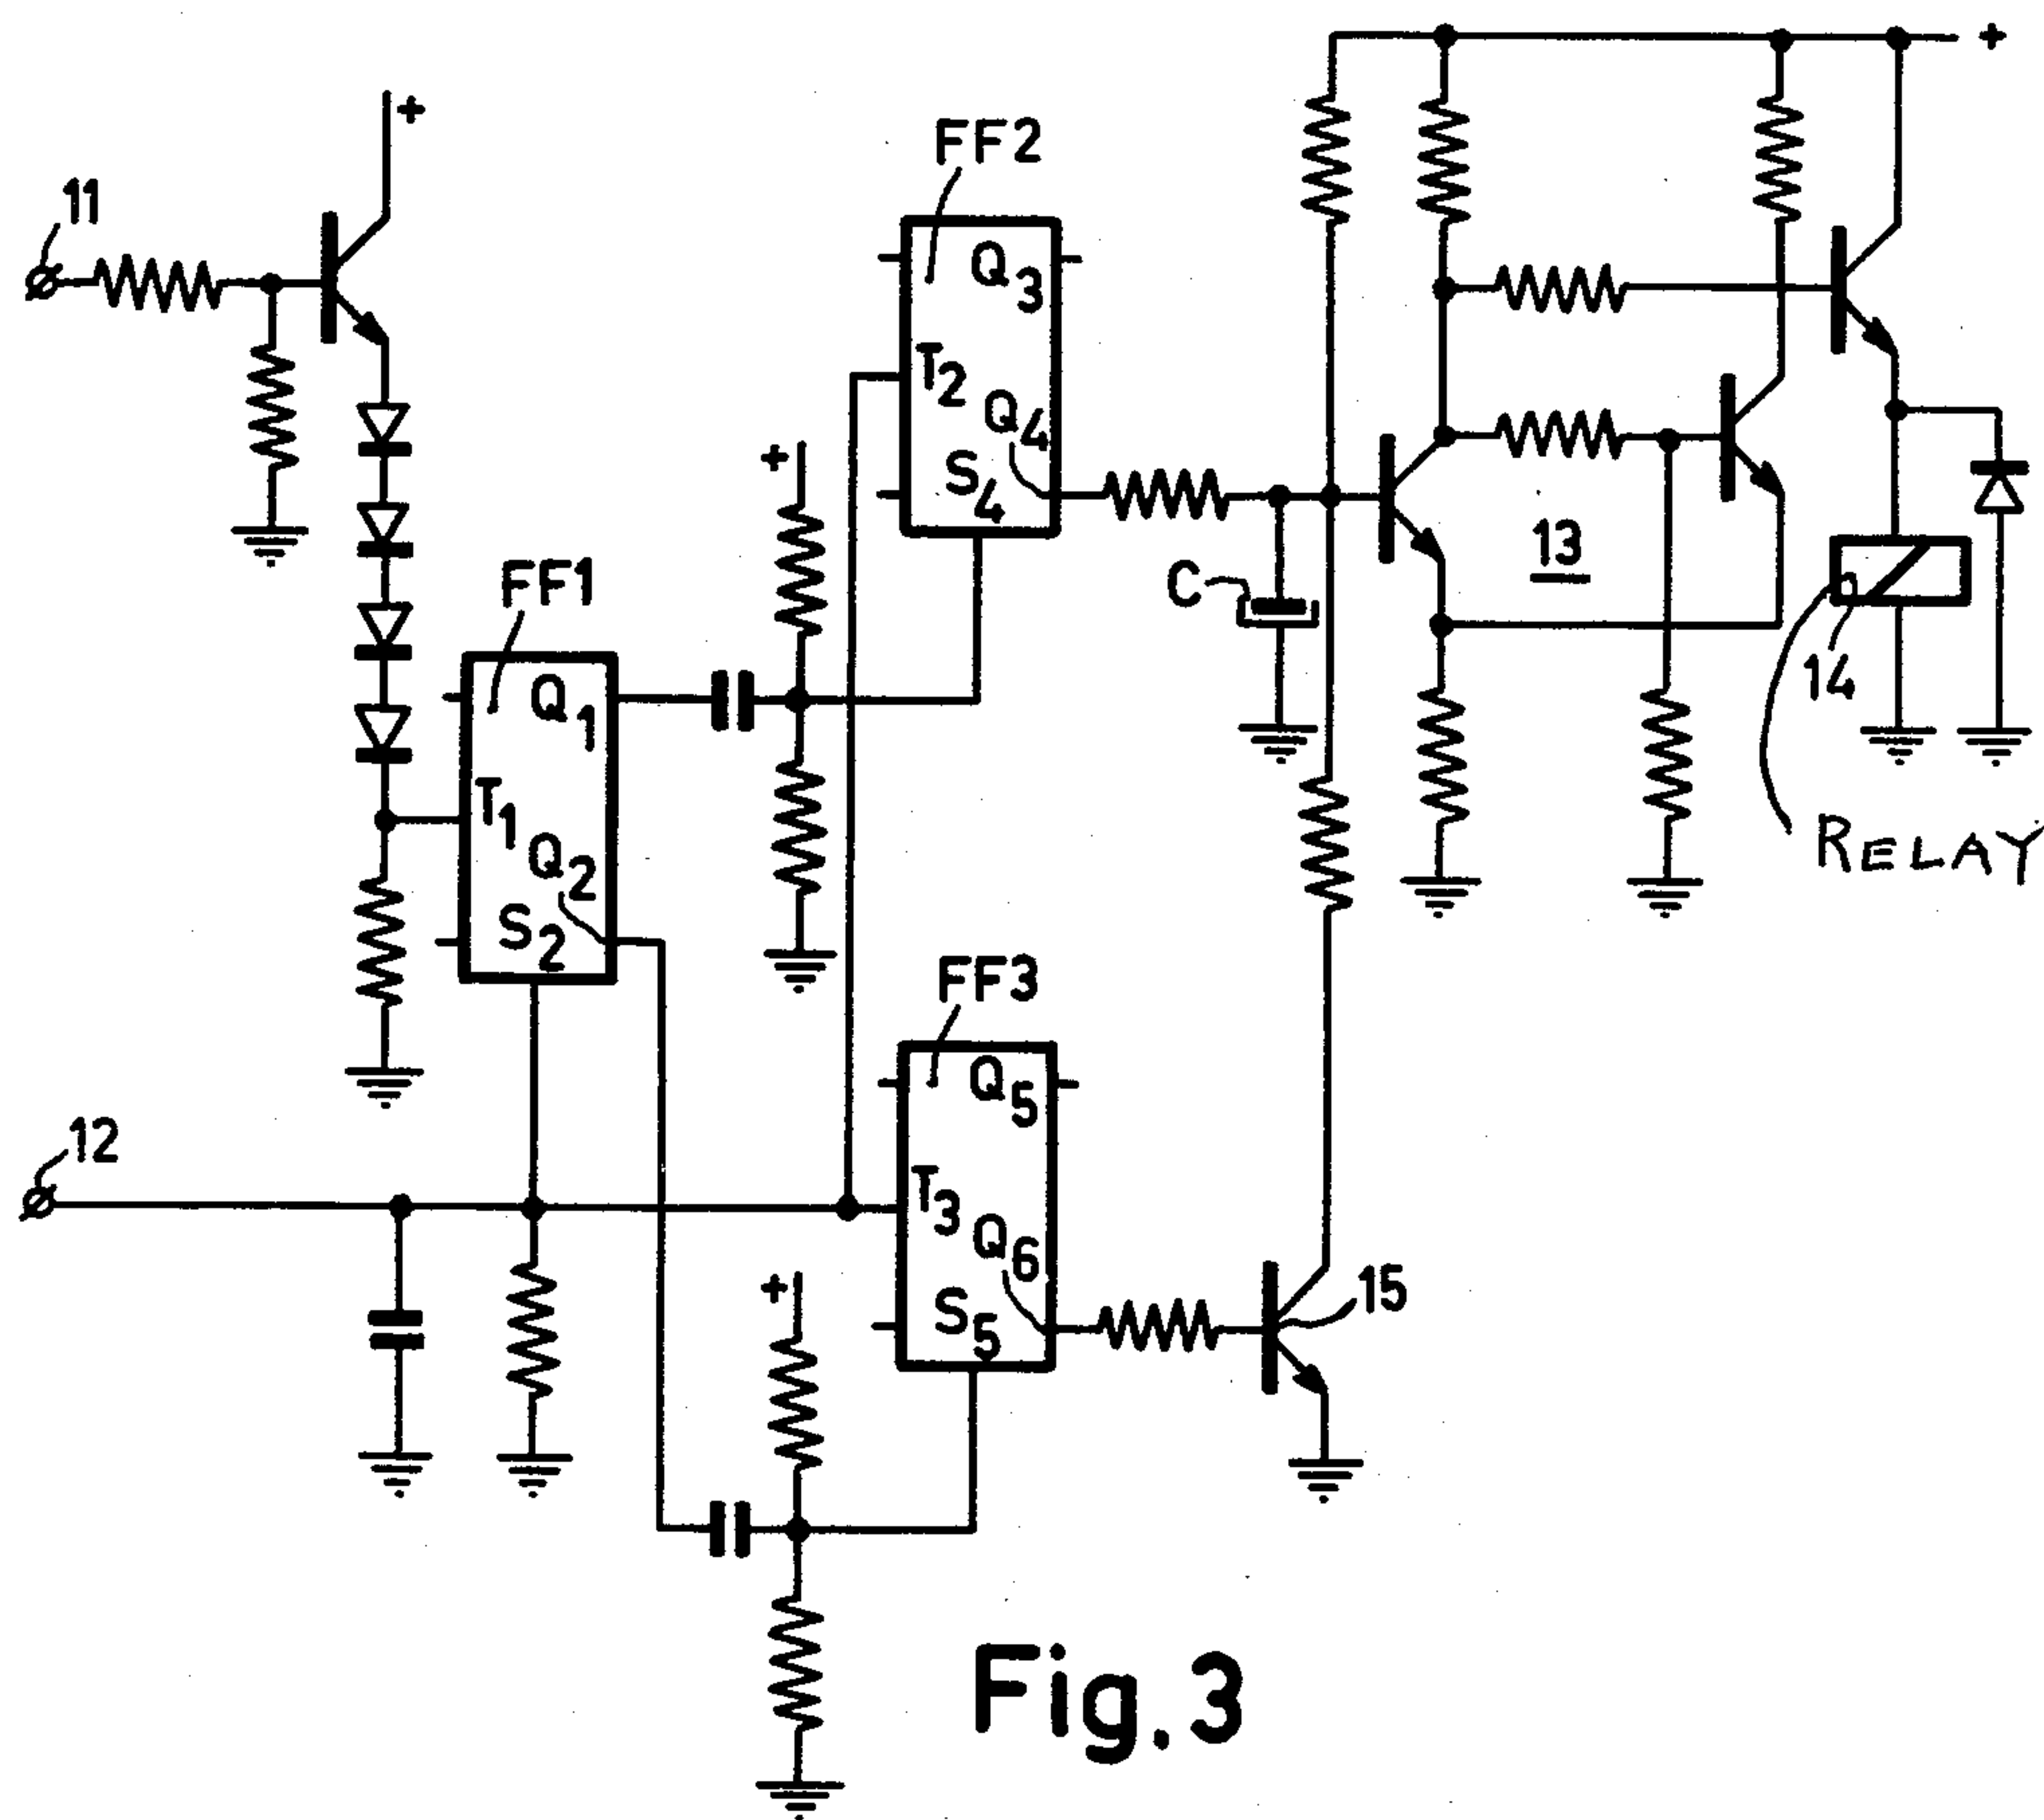 +
+
11
FF2
Q3
T2
Q4
S4
+
13
C
14
FF1
Q1
T1
Q2
S2
RELAY
FF3
Q5
12
T3
Q6
S5
+
15
Fig.3